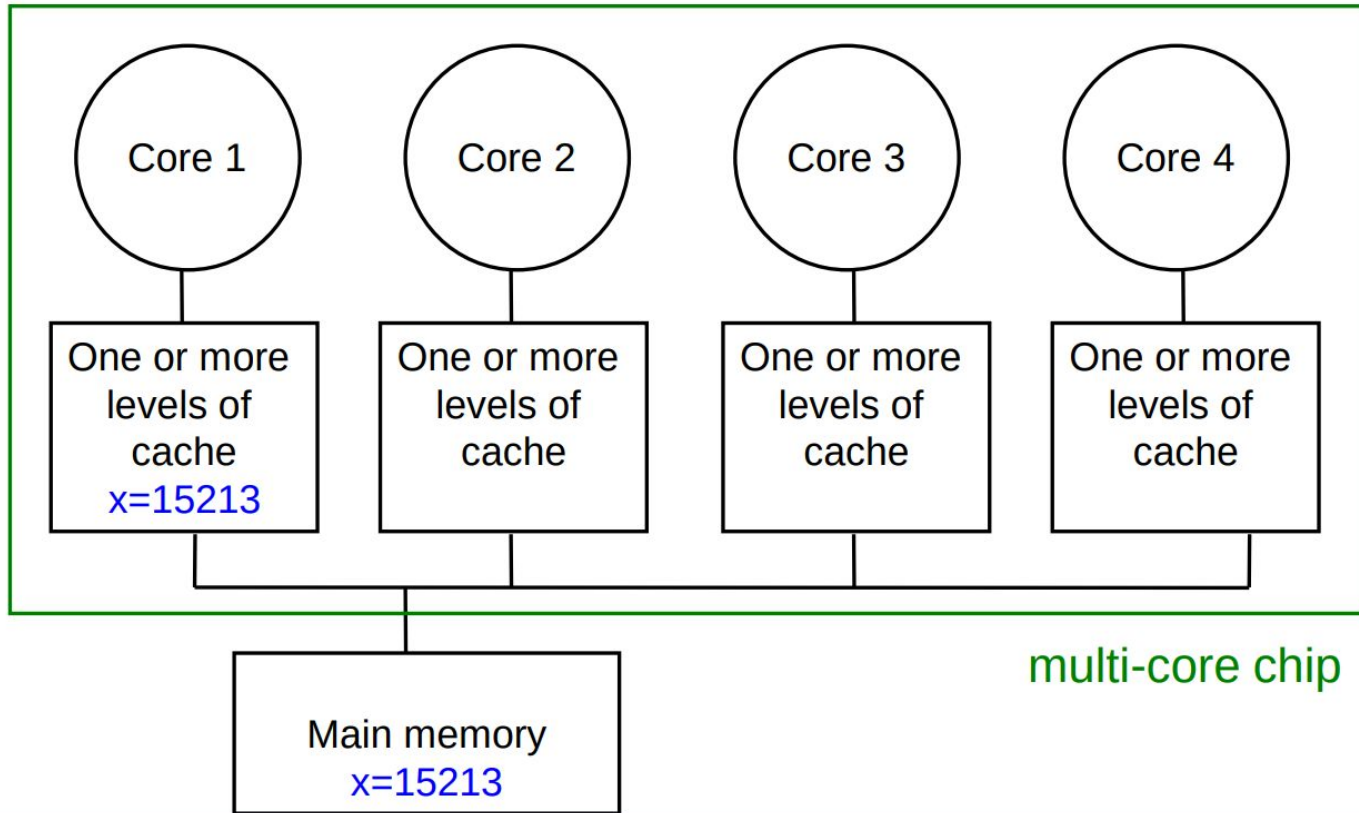 Core 1
Core 2
Core 3
Core 4
One or more
levels of
cache
x=15213
One or more
levels of
cache
One or more
levels of
cache
One or more
levels of
cache
multi-core chip
Main memory
x=15213